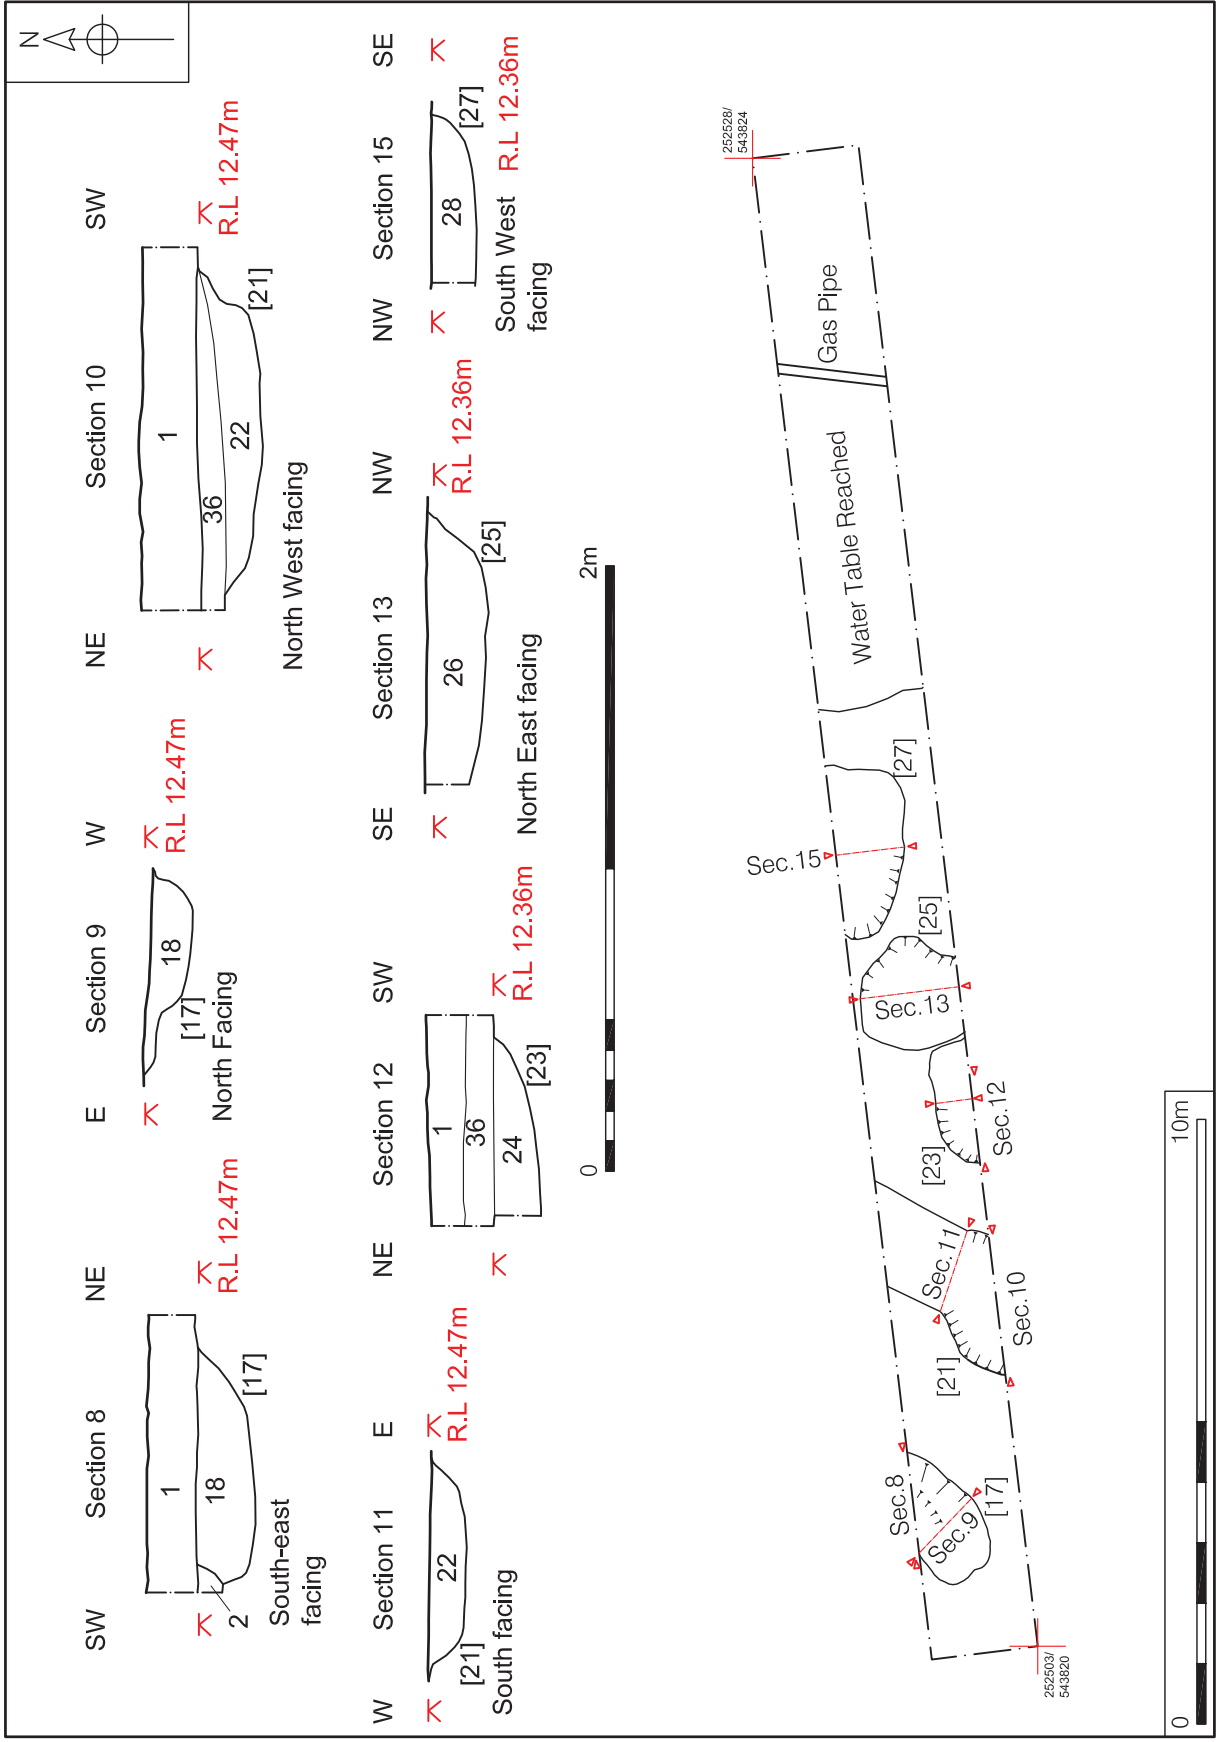 N
SW
Section 8
NE
1
18
2
[17]
R.L 12.47m
South-east
facing
E
Section 9
W
18
[17]
R.L 12.47m
North Facing
NE
Section 10
SW
1
36
22
[21]
R.L 12.47m
North West facing
W
Section 11
E
22
[21]
R.L 12.47m
South facing
NE
Section 12
SW
1
36
24
[23]
R.L 12.36m
SE
Section 13
NW
26
[25]
R.L 12.36m
North East facing
NW
Section 15
SE
28
[27]
R.L 12.36m
South West
facing
0
2m
252503/
543820
Sec.8
Sec.9
[17]
[21]
Sec.11
Sec.10
[23]
Sec.12
Sec.13
[25]
Sec.15
[27]
Water Table Reached
Gas Pipe
252528/
543824
0
10m